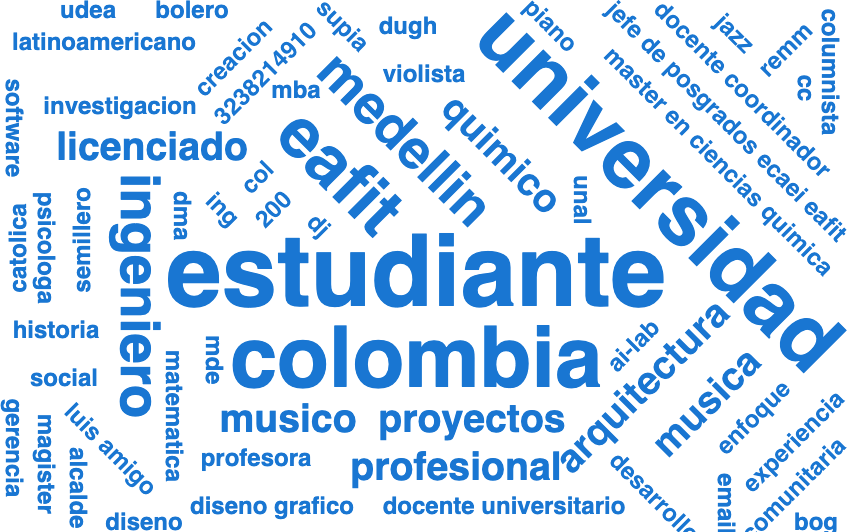 udea
bolero
latinoamericano
creacion
3238214910
supia
dugh
piano
jefe de posgrados ecaei eafit
docente coordinador
jazz
remm
columnista
cc
software
investigacion
mba
violista
medellin
quimico
universidad
master en ciencias quimica
licenciado
eafit
unal
col
ing
200
dj
dma
ingeniero
catolica
psicologa
semillero
estudiante
historia
mde
colombia
ai-lab
arquitectura
social
matematica
musica
enfoque
experiencia
comunitaria
gerencia
magister
luis amigo
alcalde
musico
proyectos
profesora
profesional
desarrollo
email
diseno
diseno grafico
docente universitario
bog